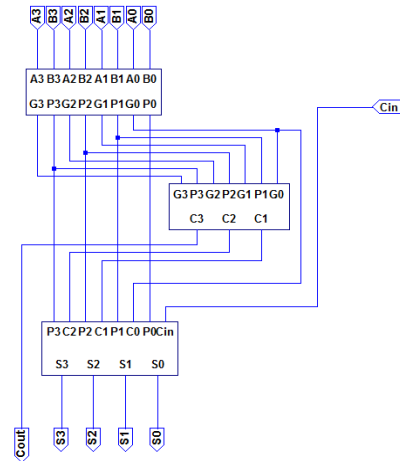 A3 B3 A2 B2 A1 B1 A0 B0
A3 B3 A2 B2 A1 B1 A0 B0
G3 P3 G2 P2 G1 P1 G0 P0
Cin
G3 P3 G2 P2 G1 P1 G0
C3 C2 C1
P3 C2 P2 C1 P1 C0 P0 Cin
S3 S2 S1 S0
Cout S3 S2 S1 S0